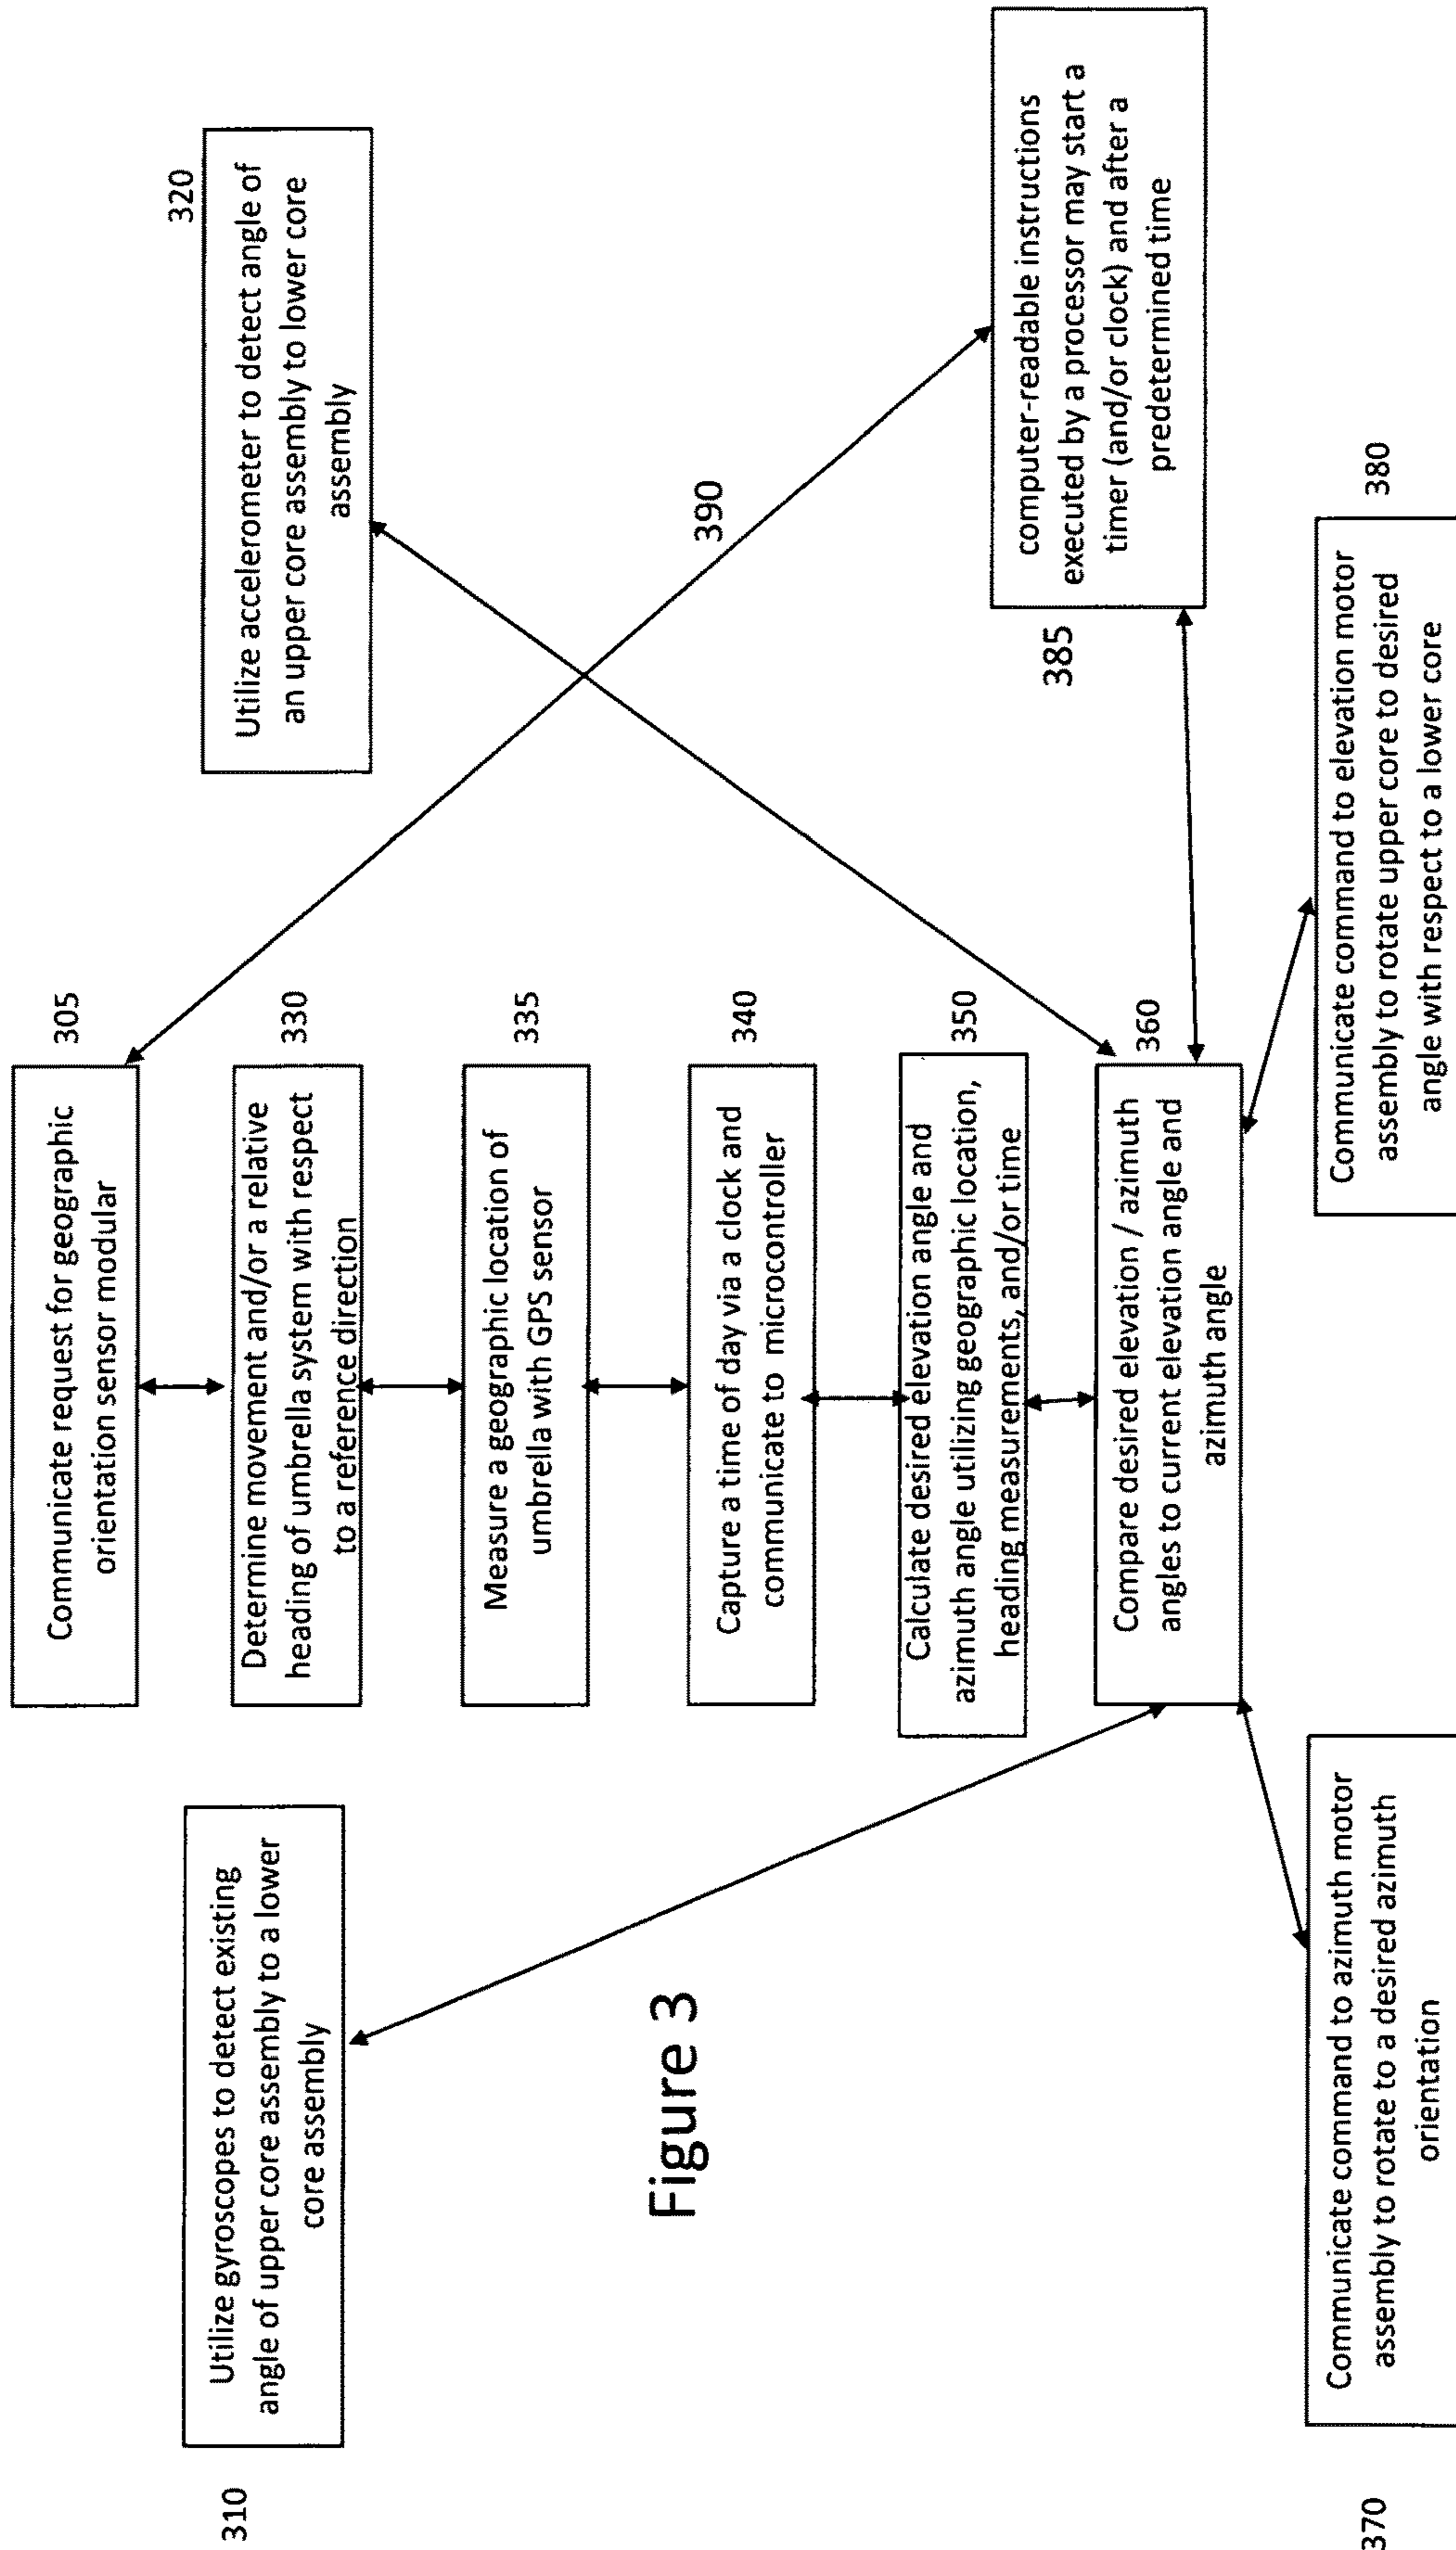 305
Communicate request for geographic
orientation sensor modular
320
Utilize accelerometer to detect angle of
an upper core assembly to lower core
assembly
310
Utilize gyroscopes to detect existing
angle of upper core assembly to a lower
core assembly
330
Determine movement and/or a relative
heading of umbrella system with respect
to a reference direction
335
Measure a geographic location of
umbrella with GPS sensor
390
340
Capture a time of day via a clock and
communicate to microcontroller
350
Calculate desired elevation angle and
azimuth angle utilizing geographic location,
heading measurements, and/or time
360
Compare desired elevation / azimuth
angles to current elevation angle and
azimuth angle
385
computer-readable instructions
executed by a processor may start a
timer (and/or clock) and after a
predetermined time
370
Communicate command to azimuth motor
assembly to rotate to a desired azimuth
orientation
380
Communicate command to elevation motor
assembly to rotate upper core to desired
angle with respect to a lower core
Figure 3